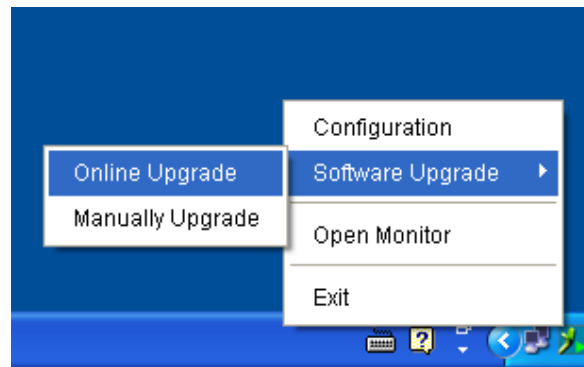 Configuration
Software Upgrade
Online Upgrade
Manually Upgrade
Open Monitor
Exit